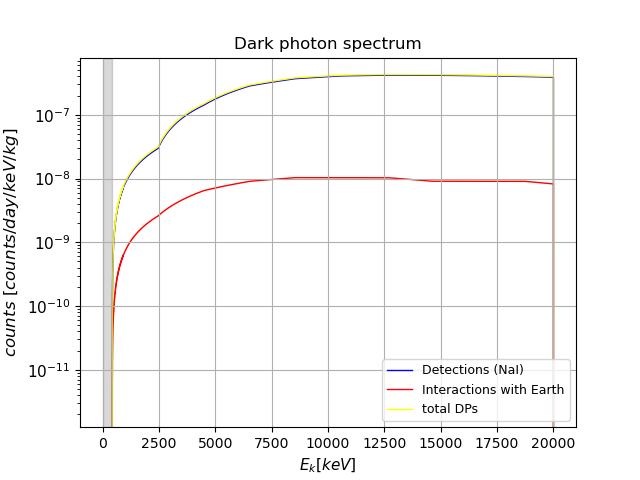 Dark photon spectrum
counts [counts/day/keV/kg]
10⁻⁷
10⁻⁸
10⁻⁹
10⁻¹⁰
10⁻¹¹
Detections (NaI)
Interactions with Earth
total DPs
0 2500 5000 7500 10000 12500 15000 17500 20000
Eₖ[keV]